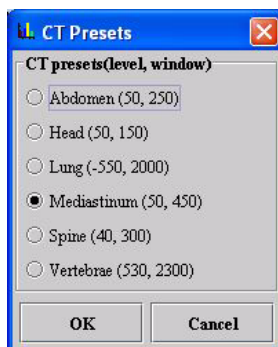 CT Presets
CT presets(level, window)
Abdomen (50, 250)
Head (50, 150)
Lung (-550, 2000)
Mediastinum (50, 450)
Spine (40, 300)
Vertebrae (530, 2300)
OK Cancel